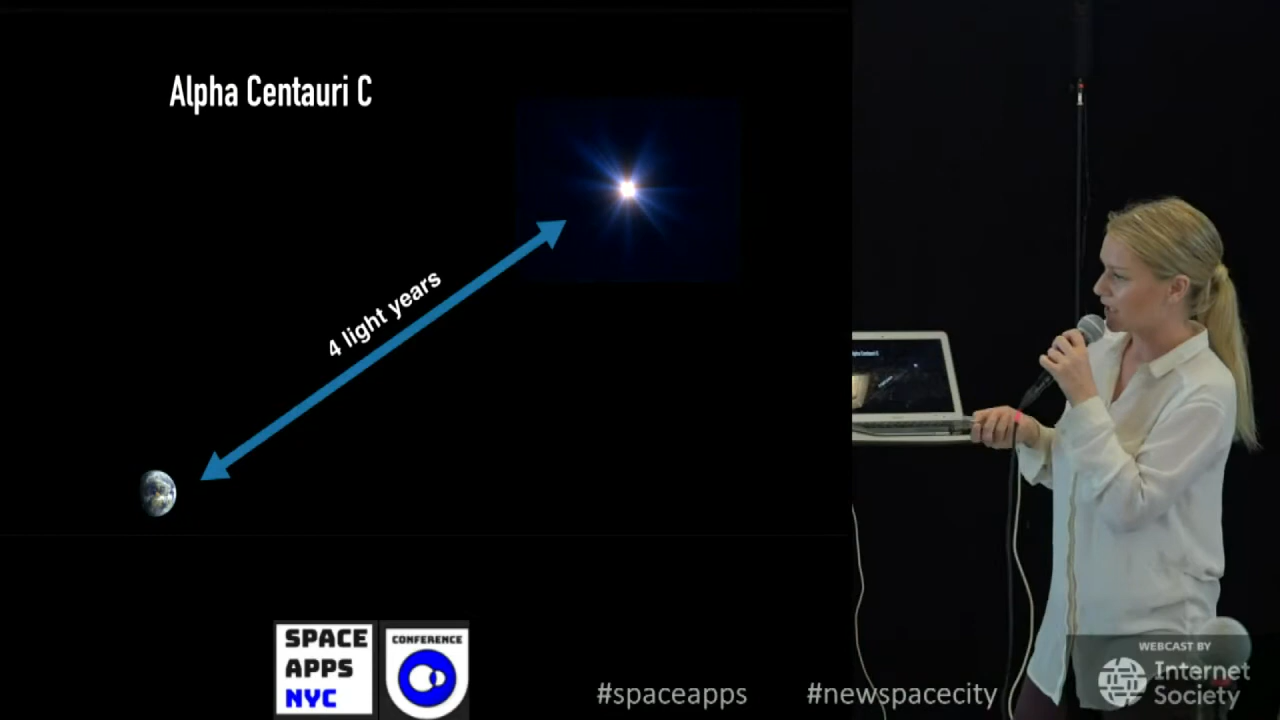 Alpha Centauri C
4 light years
SPACE
APPS
NYC
CONFERENCE
#spaceapps
#newspacecity
WEBCAST BY
Internet
Society